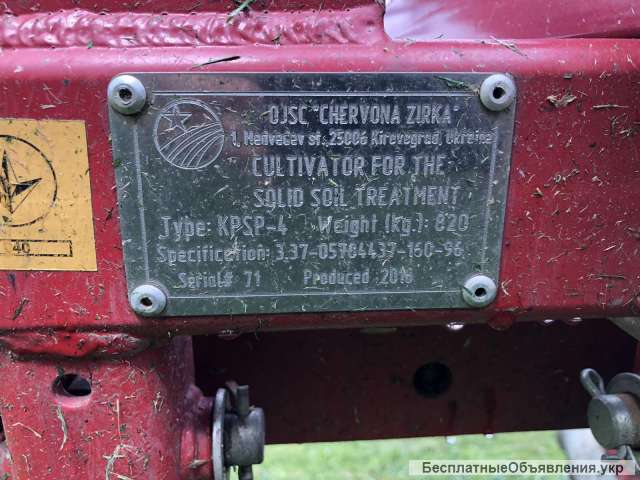 OJSC "CHERVONA ZIRKA"
1, Medvedev st., 25006 Kirovograd, Ukraine
CULTIVATOR FOR THE
SOLID SOIL TREATMENT
Type: KPSP-4 Weight (kg.): 820
Specification: 3,37-05784437-160-96
Serial# 71 Produced 2016
40
БесплатныеОбъявления.укр